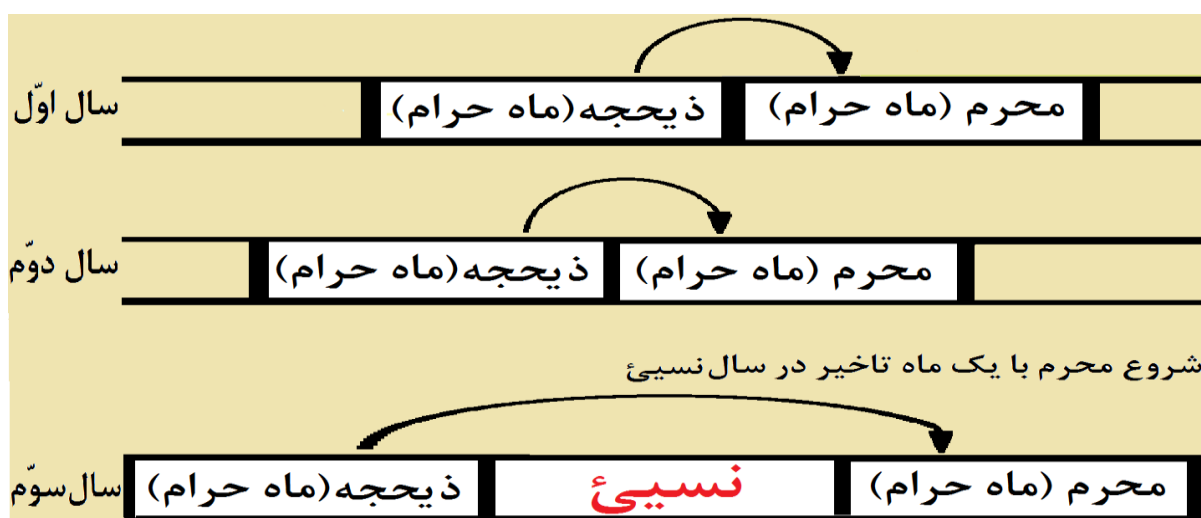 سال اوّل
ذیحجه(ماه حرام)
محرم (ماه حرام)
سال دوّم
ذیحجه(ماه حرام)
محرم (ماه حرام)
شروع محرم با یک ماه تاخیر در سال نسیئ
سال سوّم
ذیحجه(ماه حرام)
نسیئ
محرم (ماه حرام)